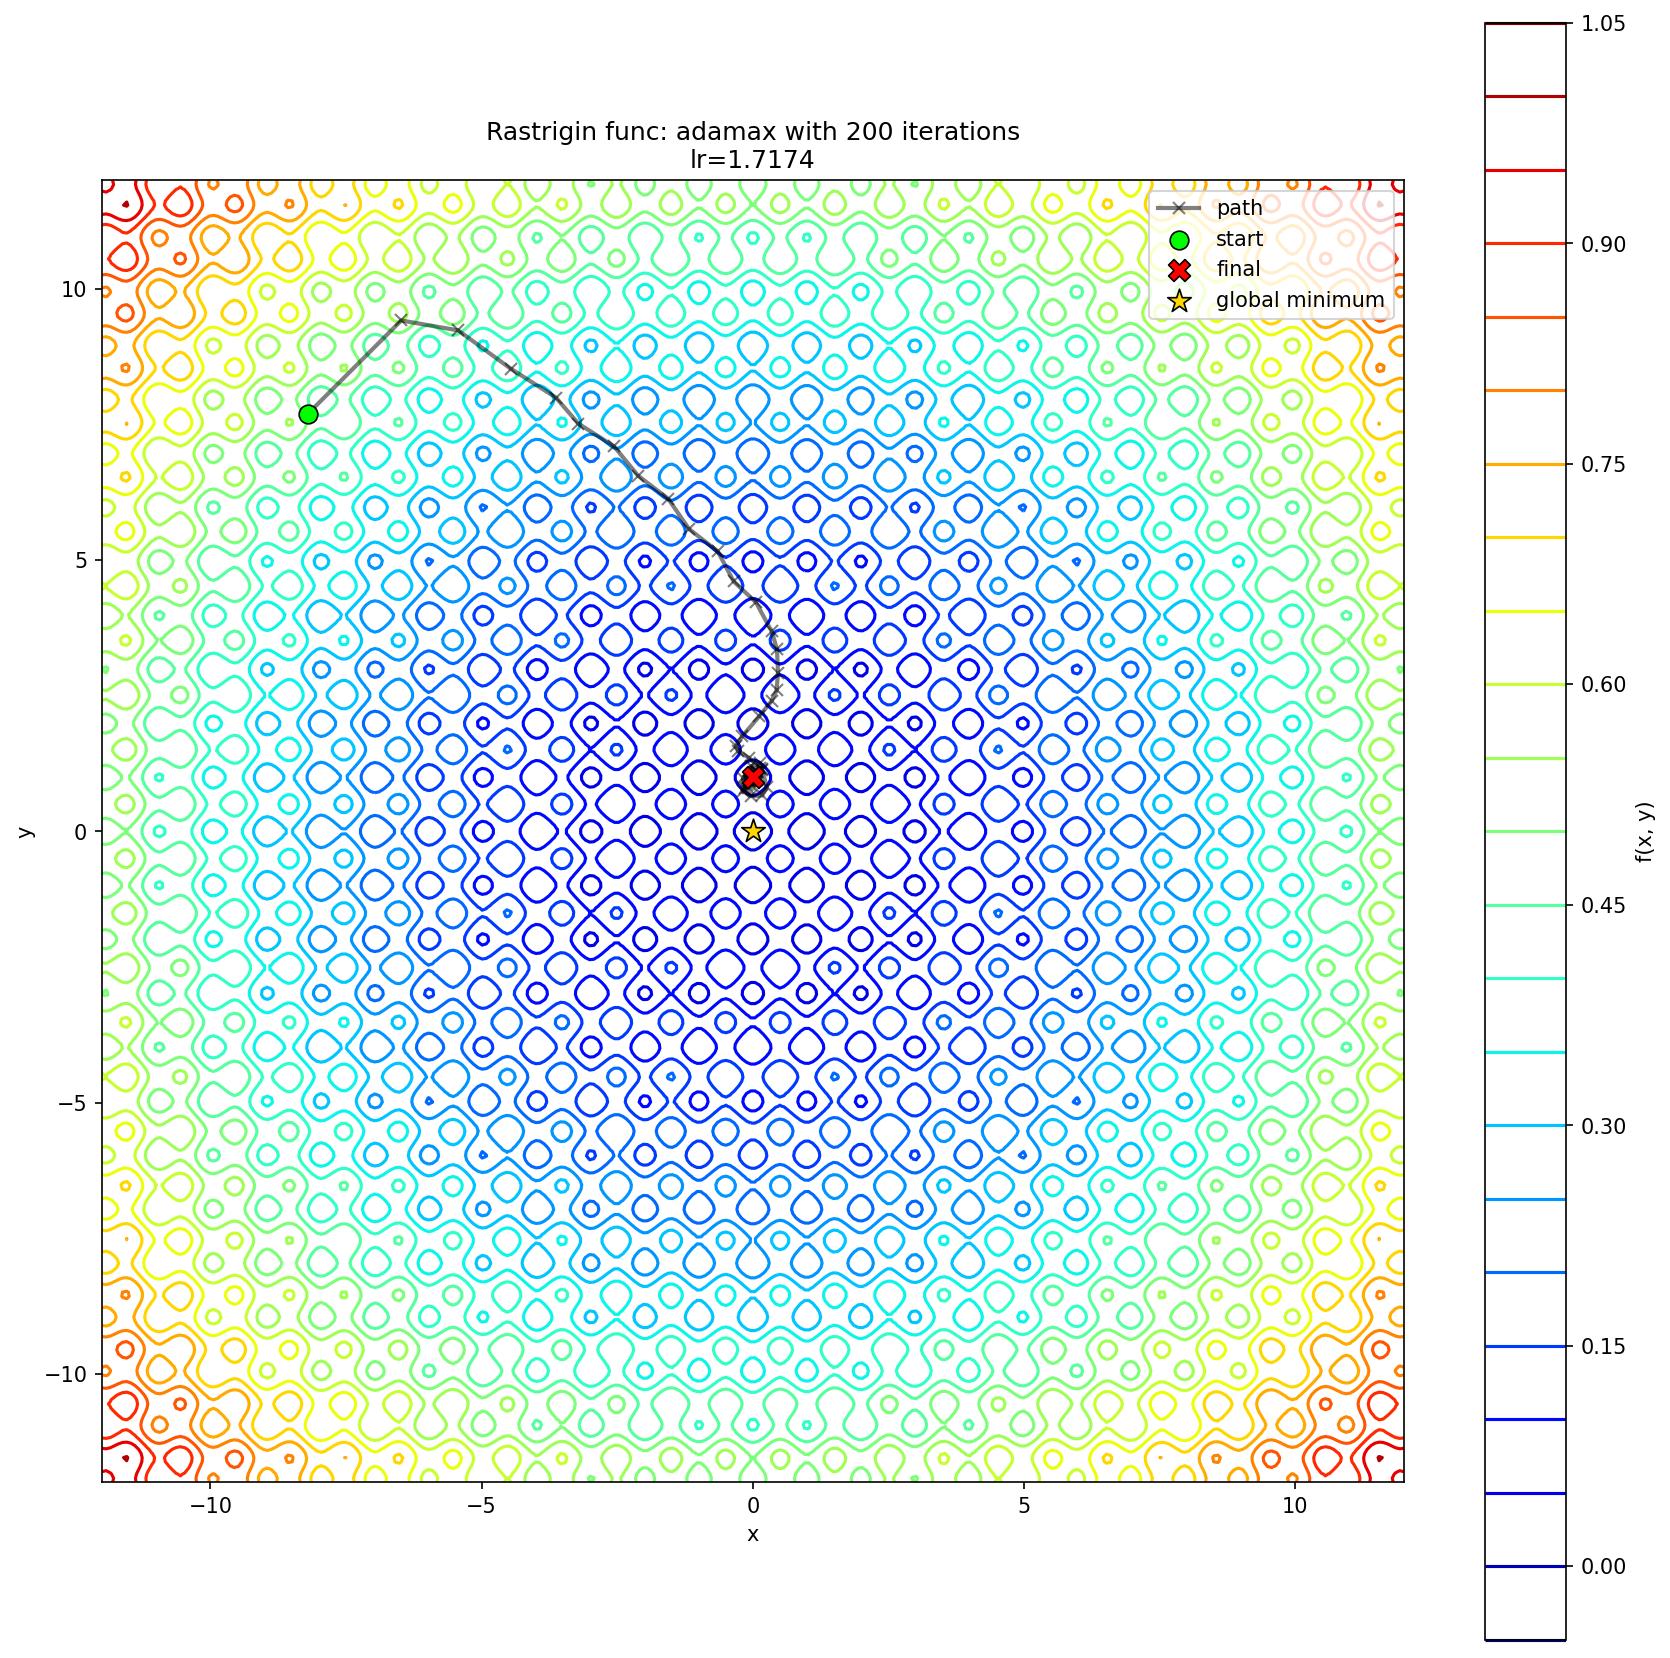 Rastrigin func: adamax with 200 iterations
lr=1.7174
path
start
final
global minimum
10
5
0
−5
−10
y
−10
−5
0
5
10
x
1.05
0.90
0.75
0.60
0.45
0.30
0.15
0.00
f(x, y)